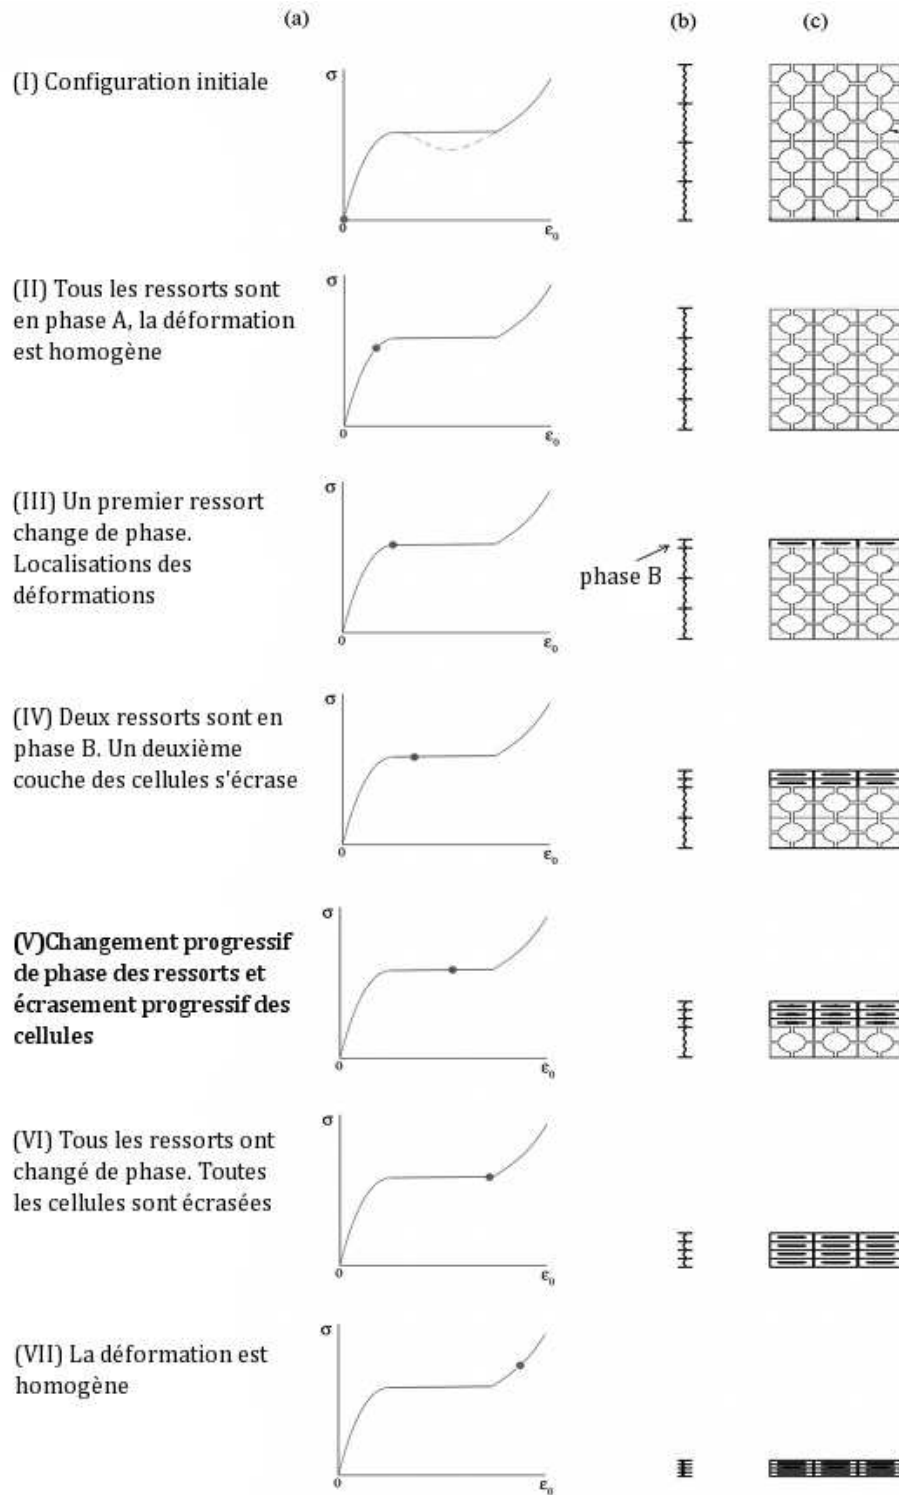 (a) (b) (c)
(I) Configuration initiale
σ
0
ε₀
(II) Tous les ressorts sont
en phase A, la déformation
est homogène
σ
0
ε₀
(III) Un premier ressort
change de phase.
Localisations des
déformations
σ
0
ε₀
phase B
(IV) Deux ressorts sont en
phase B. Un deuxième
couche des cellules s'écrase
σ
0
ε₀
(V)Changement progressif
de phase des ressorts et
écrasement progressif des
cellules
σ
0
ε₀
(VI) Tous les ressorts ont
changé de phase. Toutes
les cellules sont écrasées
σ
0
ε₀
(VII) La déformation est
homogène
σ
0
ε₀